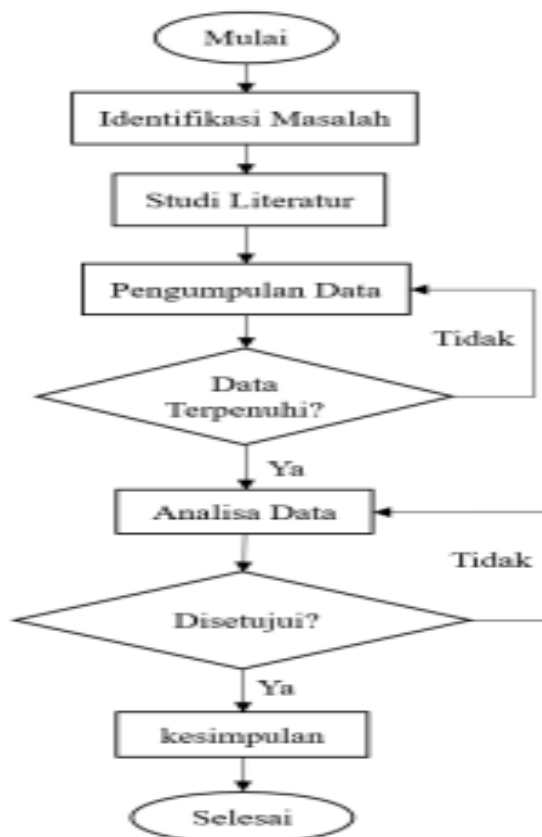 Mulai
Identifikasi Masalah
Studi Literatur
Pengumpulan Data
Tidak
Data
Terpenuhi?
Ya
Analisa Data
Tidak
Disetujui?
Ya
kesimpulan
Selesai